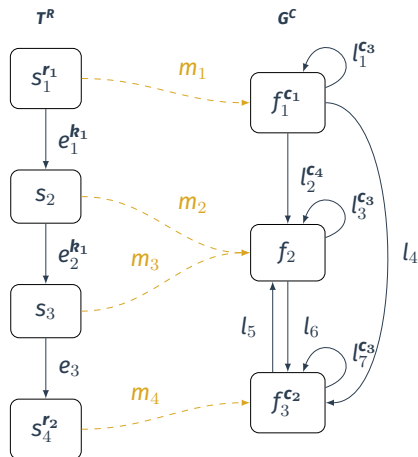 T^R G^C
s_1^{r_1} m_1 f_1^{c_1} l_1^{c_3}
e_1^{k_1} l_2^{c_4}
s_2 m_2 f_2 l_3^{c_3} l_4
e_2^{k_1} m_3
s_3 l_5 l_6
e_3 l_7^{c_3}
s_4^{r_2} m_4 f_3^{c_2}